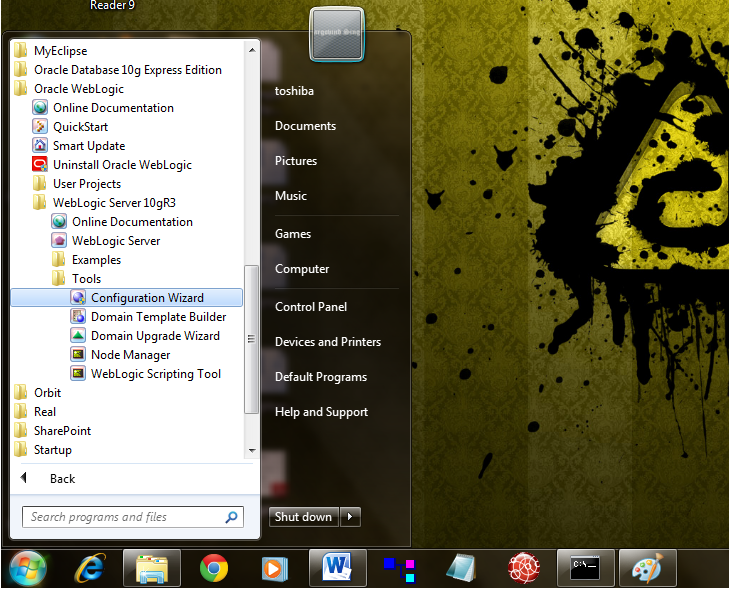 Reader 9
MyEclipse
Oracle Database 10g Express Edition
Oracle WebLogic
Online Documentation
QuickStart
Smart Update
Uninstall Oracle WebLogic
User Projects
WebLogic Server 10gR3
Online Documentation
WebLogic Server
Examples
Tools
Configuration Wizard
Domain Template Builder
Domain Upgrade Wizard
Node Manager
WebLogic Scripting Tool
Orbit
Real
SharePoint
Startup
Back
Search programs and files
toshiba
Documents
Pictures
Music
Games
Computer
Control Panel
Devices and Printers
Default Programs
Help and Support
Shut down
C:\_